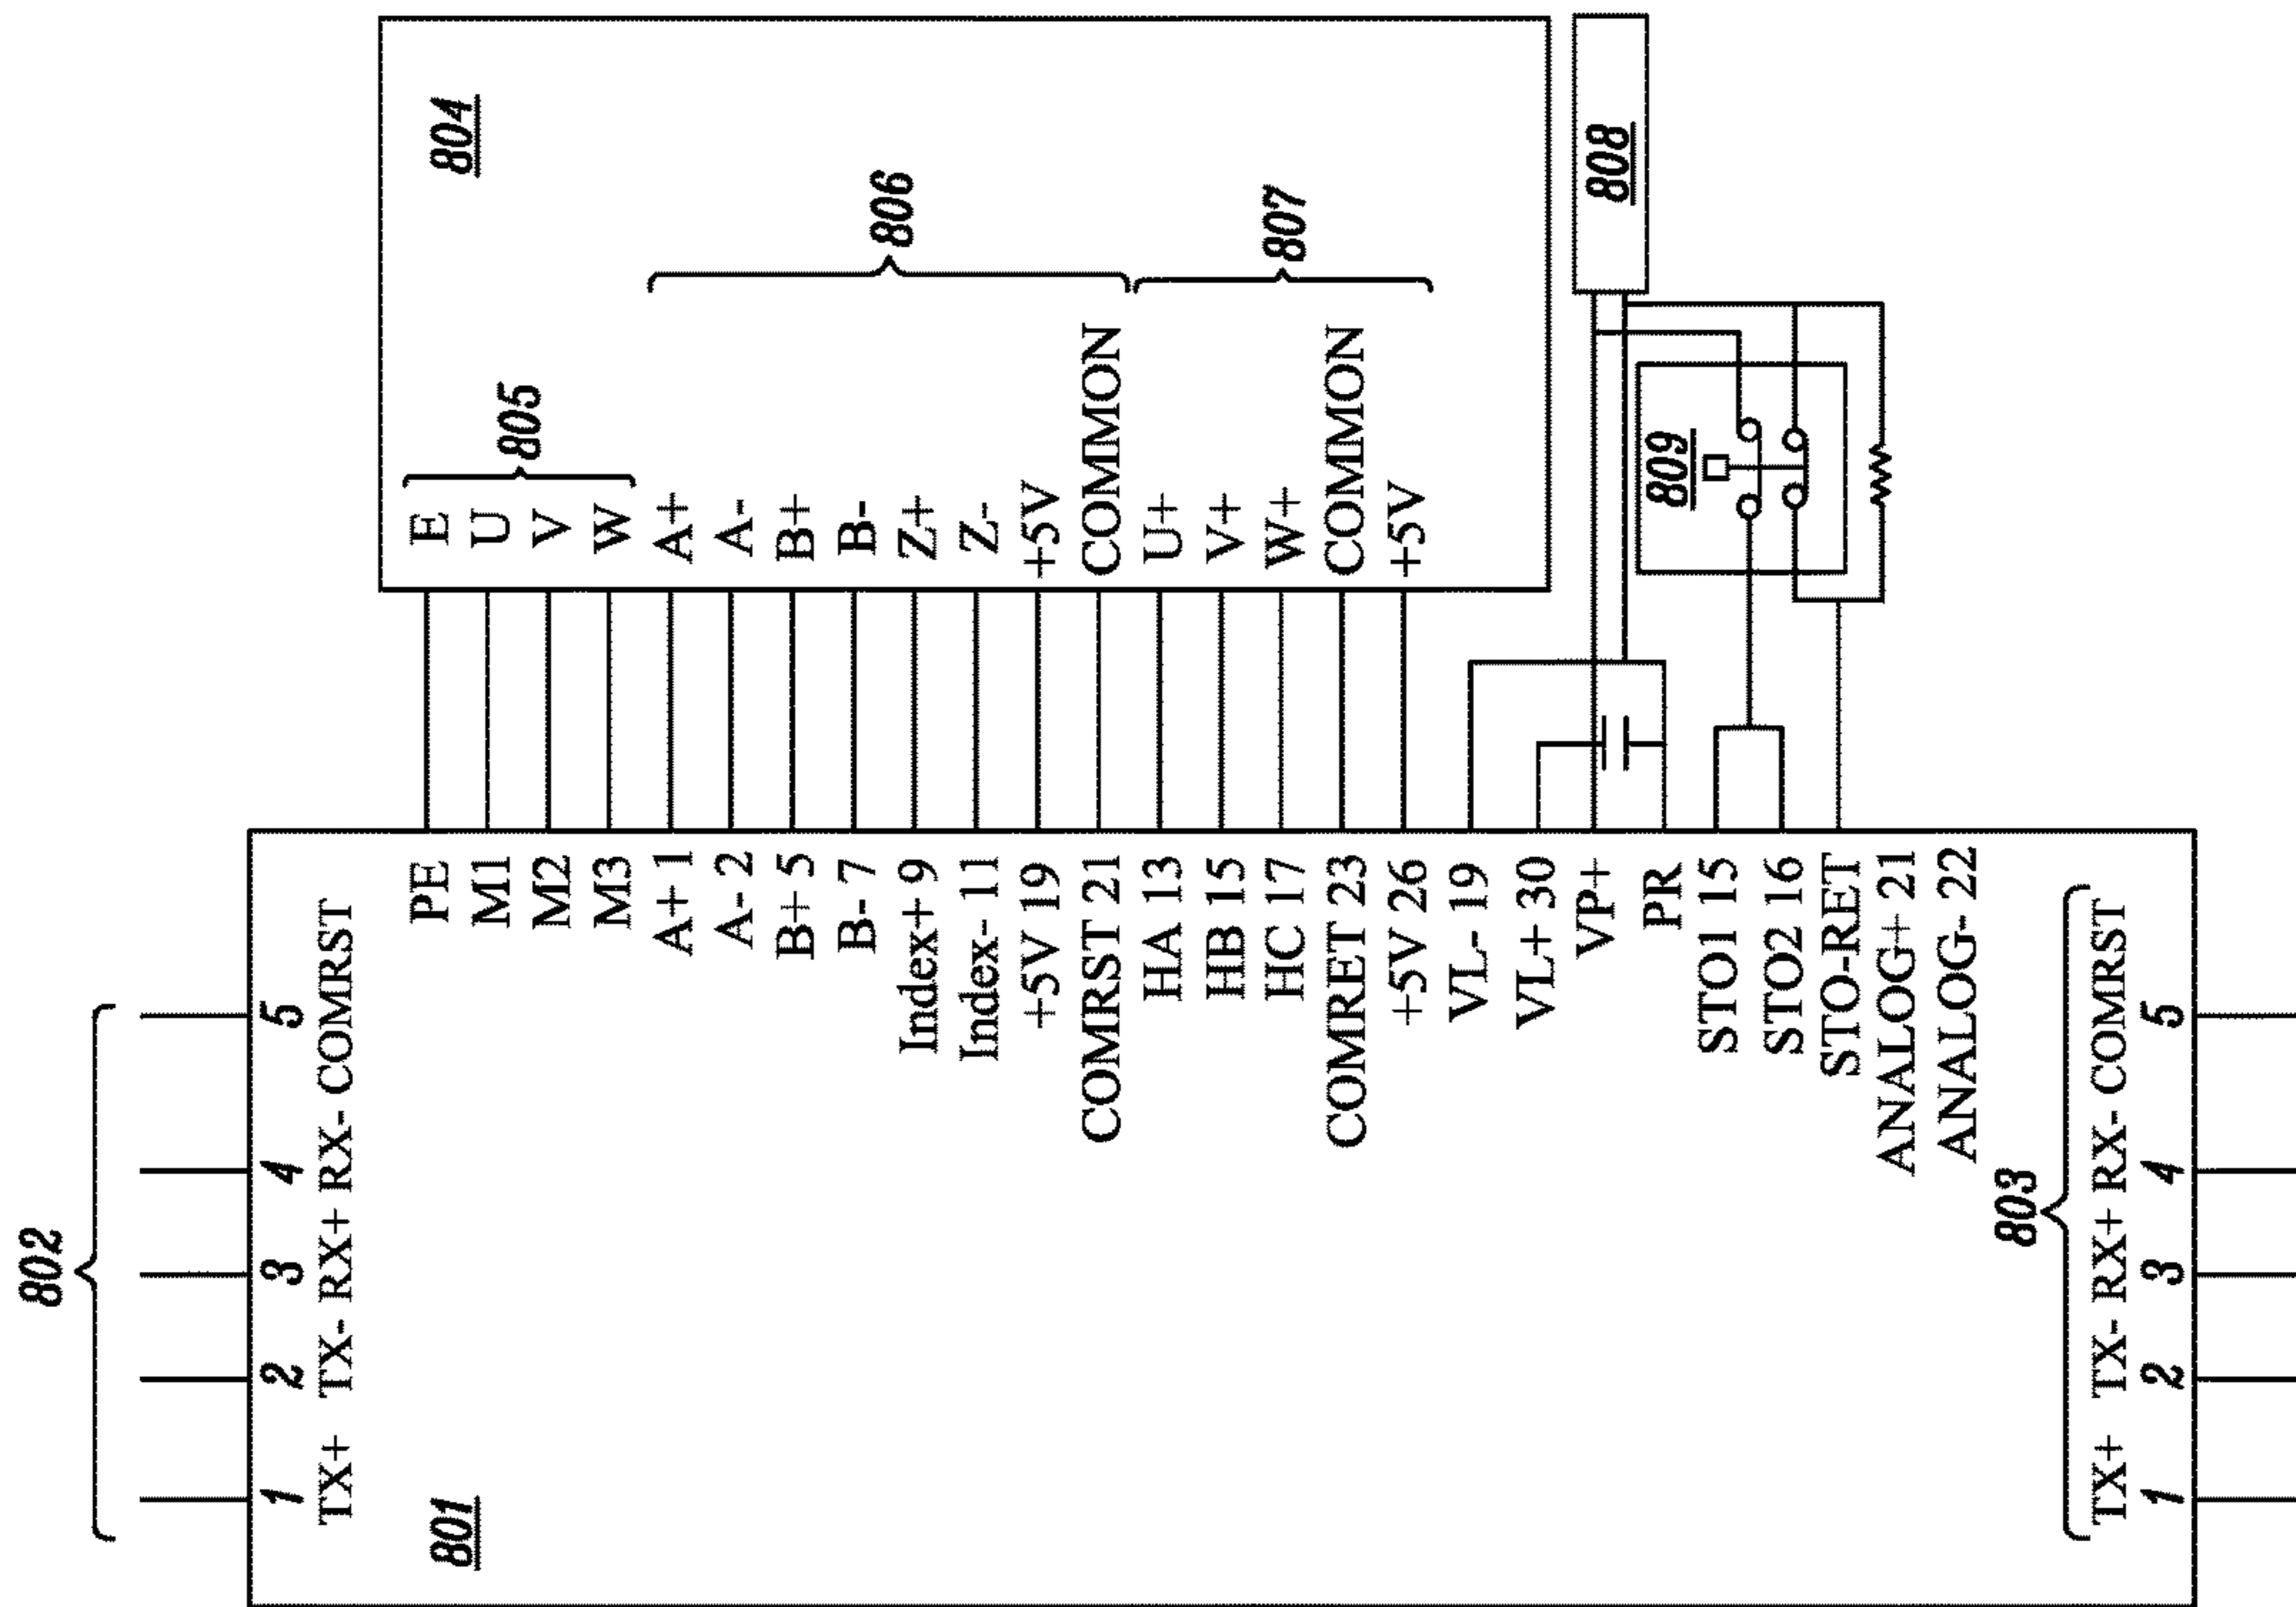 802
1 2 3 4 5
TX+ TX- RX+ RX- COMRST
801
PE
M1
M2
M3
A+ 1
A- 2
B+ 5
B- 7
Index+ 9
Index- 11
+5V 19
COMRST 21
HA 13
HB 15
HC 17
COMRET 23
+5V 26
VL- 19
VL+ 30
VP+
PR
STO1 15
STO2 16
STO-RET
ANALOG+ 21
ANALOG- 22
803
TX+ TX- RX+ RX- COMRST
1 2 3 4 5
804
E
U
V
W
805
A+
A-
B+
B-
Z+
Z-
+5V
COMMON
806
U+
V+
W+
COMMON
+5V
807
808
809